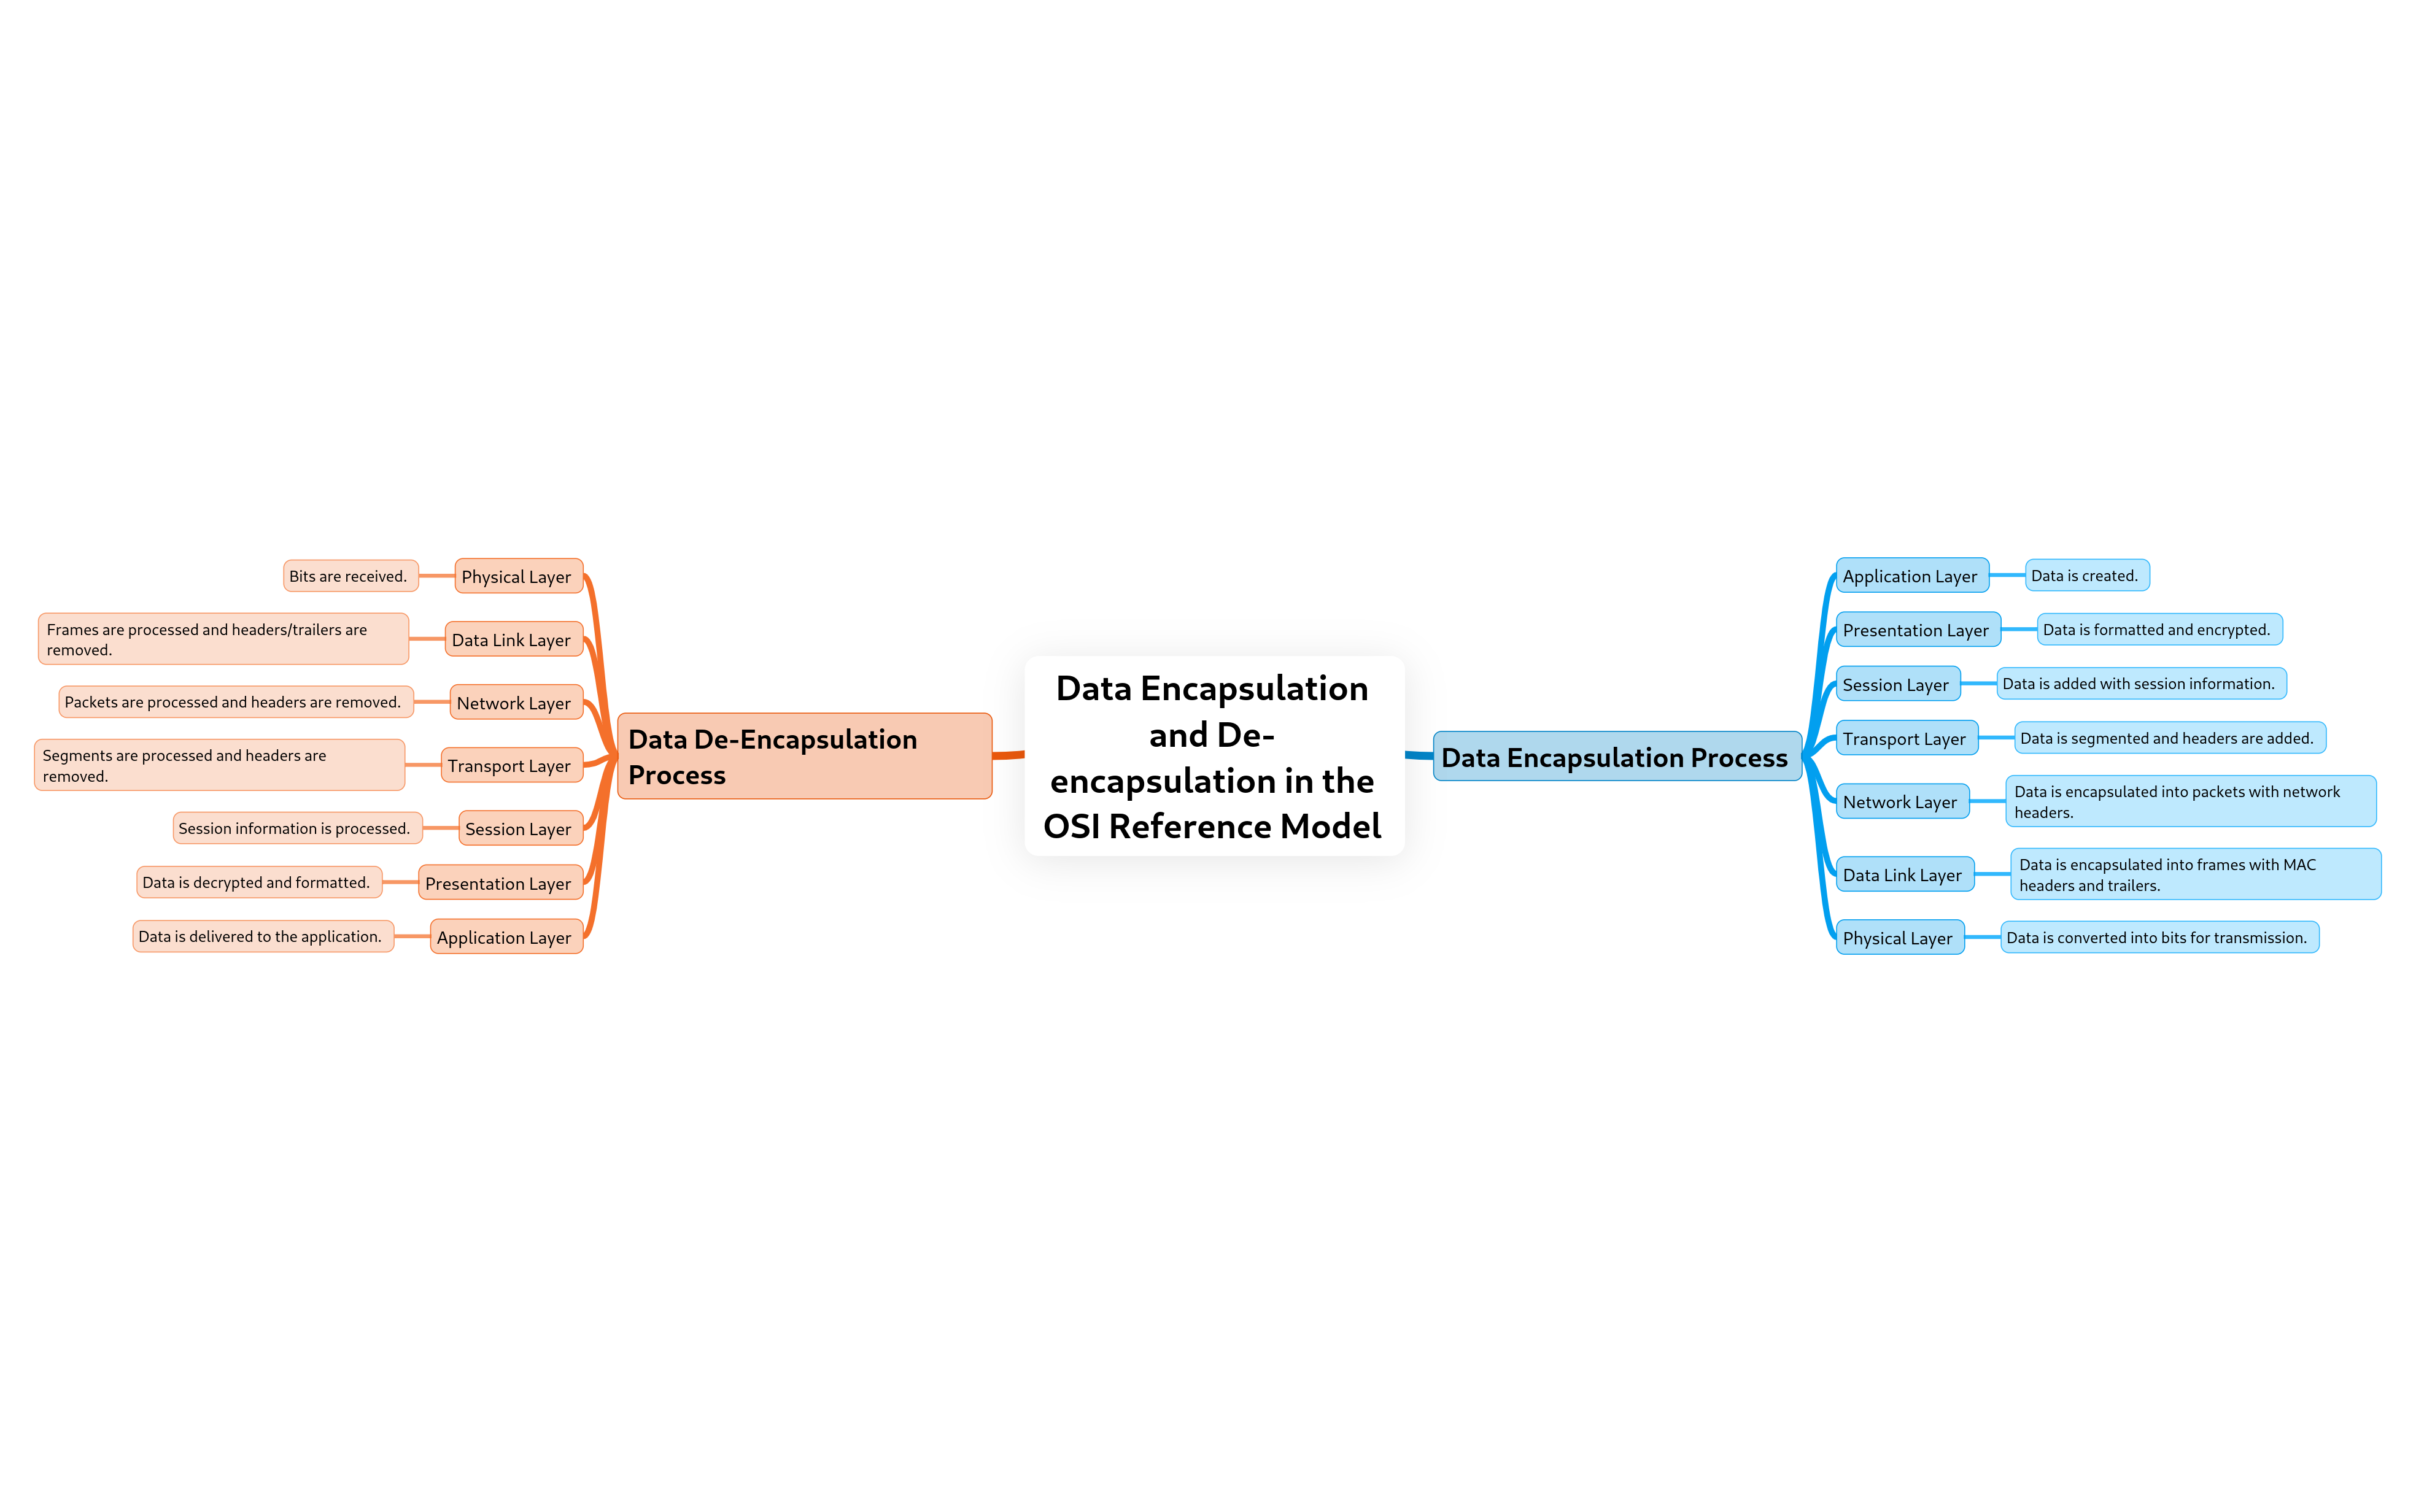 Data Encapsulation
and De-
encapsulation in the
OSI Reference Model
Data Encapsulation Process
Application Layer
Data is created.
Presentation Layer
Data is formatted and encrypted.
Session Layer
Data is added with session information.
Transport Layer
Data is segmented and headers are added.
Network Layer
Data is encapsulated into packets with network
headers.
Data Link Layer
Data is encapsulated into frames with MAC
headers and trailers.
Physical Layer
Data is converted into bits for transmission.
Data De-Encapsulation
Process
Physical Layer
Bits are received.
Data Link Layer
Frames are processed and headers/trailers are
removed.
Network Layer
Packets are processed and headers are removed.
Transport Layer
Segments are processed and headers are
removed.
Session Layer
Session information is processed.
Presentation Layer
Data is decrypted and formatted.
Application Layer
Data is delivered to the application.